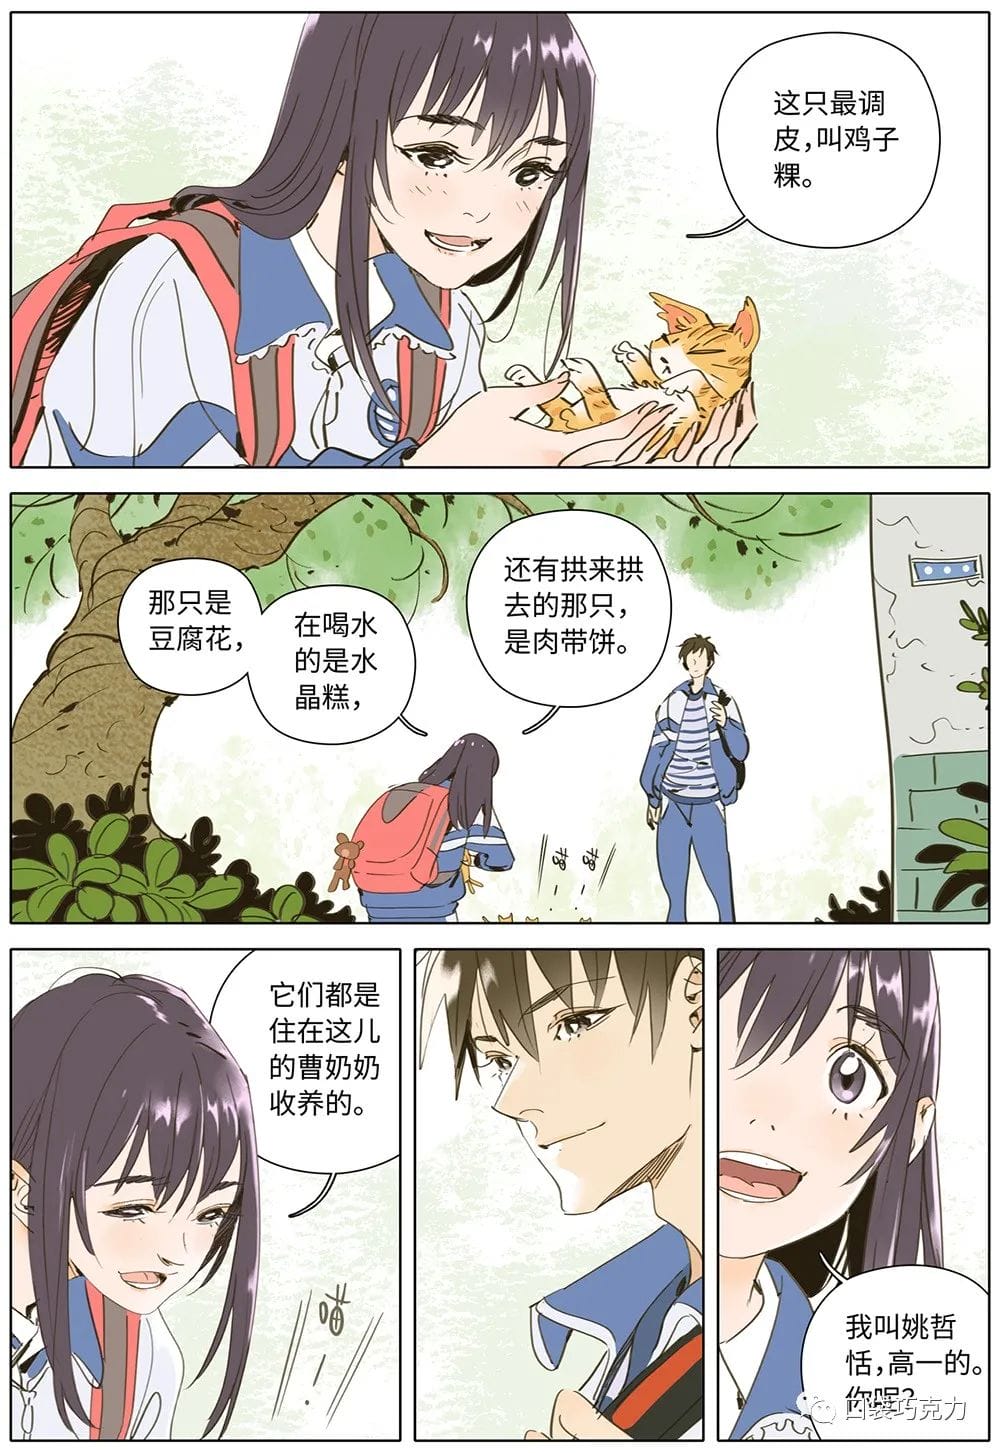 这只最调
皮，叫鸡子
粿。
那只是
豆腐花，
在喝水
的是水
晶糕，
还有拱来拱
去的那只，
是肉带饼。
喵
喵
它们都是
住在这儿
的曹奶奶
收养的。
喵
我叫姚哲
恬，高一的。
你呢？
口袋巧克力